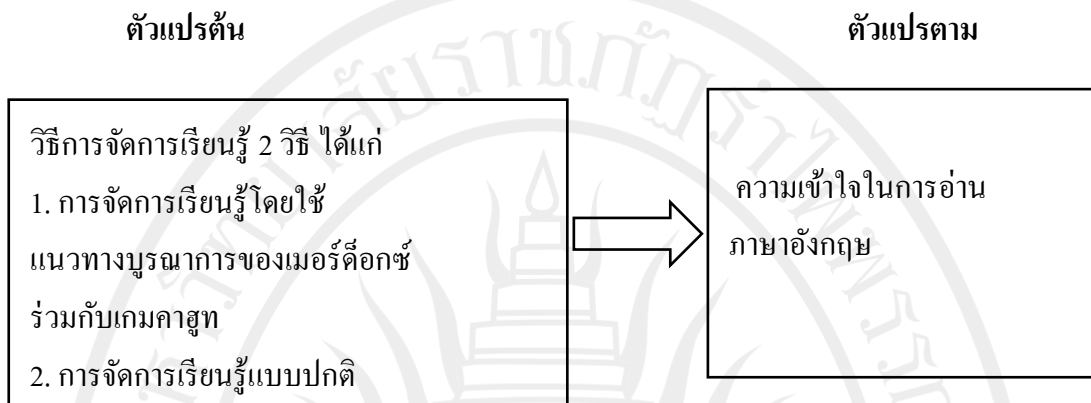 ตัวแปรต้น
ตัวแปรตาม
วิธีการจัดการเรียนรู้ 2 วิธี ได้แก่
1. การจัดการเรียนรู้โดยใช้
แนวทางบูรณาการของเมอร์ด็อกซ์
ร่วมกับเกมคาฮูท
2. การจัดการเรียนรู้แบบปกติ
ความเข้าใจในการอ่าน
ภาษาอังกฤษ